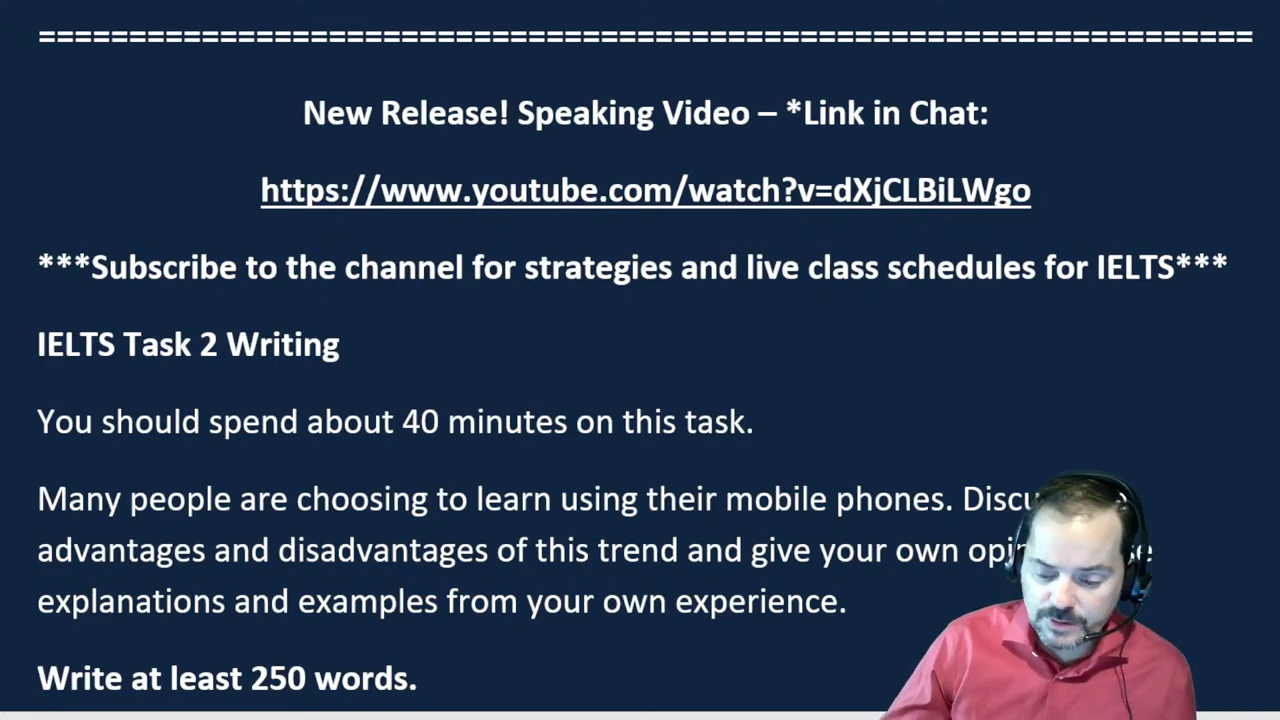 ==================================================================
New Release! Speaking Video – *Link in Chat:
https://www.youtube.com/watch?v=dXjCLBiLWgo
***Subscribe to the channel for strategies and live class schedules for IELTS***
IELTS Task 2 Writing
You should spend about 40 minutes on this task.
Many people are choosing to learn using their mobile phones.
advantages and disadvantages of this trend and give your own
explanations and examples from your own experience.
Write at least 250 words.